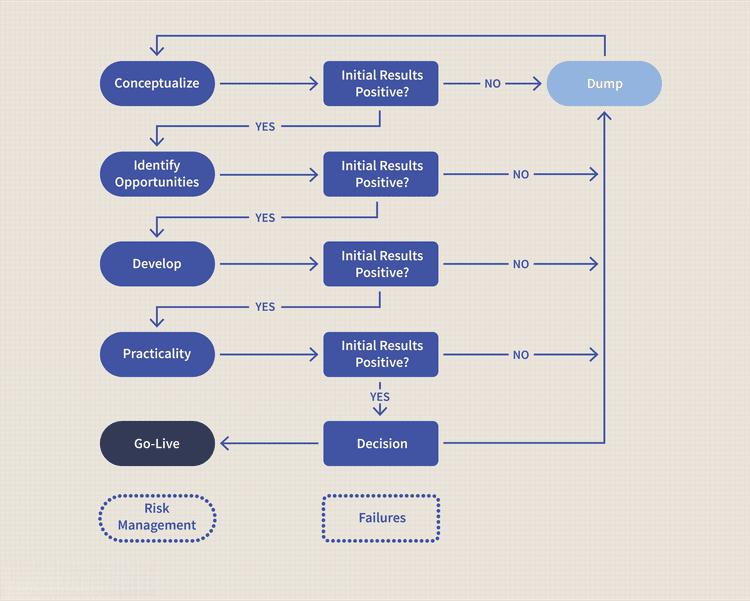 Conceptualize
Initial Results
Positive?
NO
Dump
YES
Identify
Opportunities
Initial Results
Positive?
NO
YES
Develop
Initial Results
Positive?
NO
YES
Practicality
Initial Results
Positive?
NO
YES
Go-Live
Decision
Risk
Management
Failures